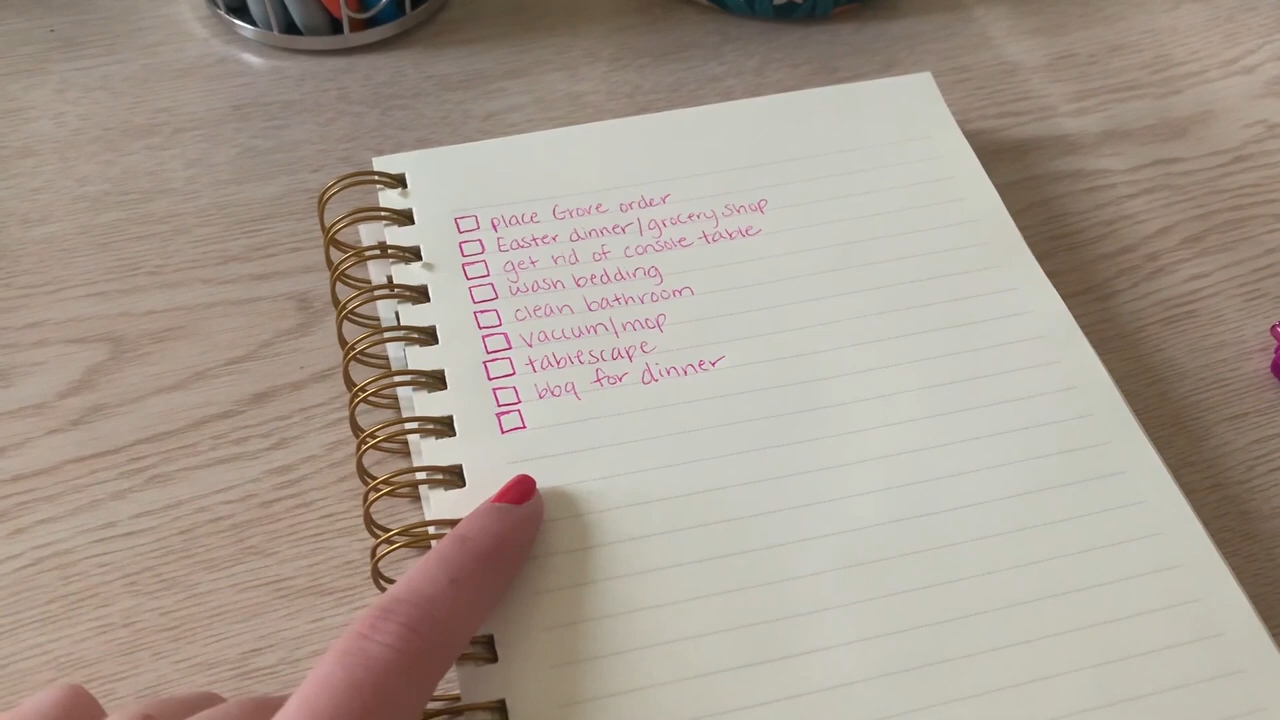 place Grove order
Easter dinner/grocery shop
get rid of console table
wash bedding
clean bathroom
vaccum/mop
tablescape
bbq for dinner